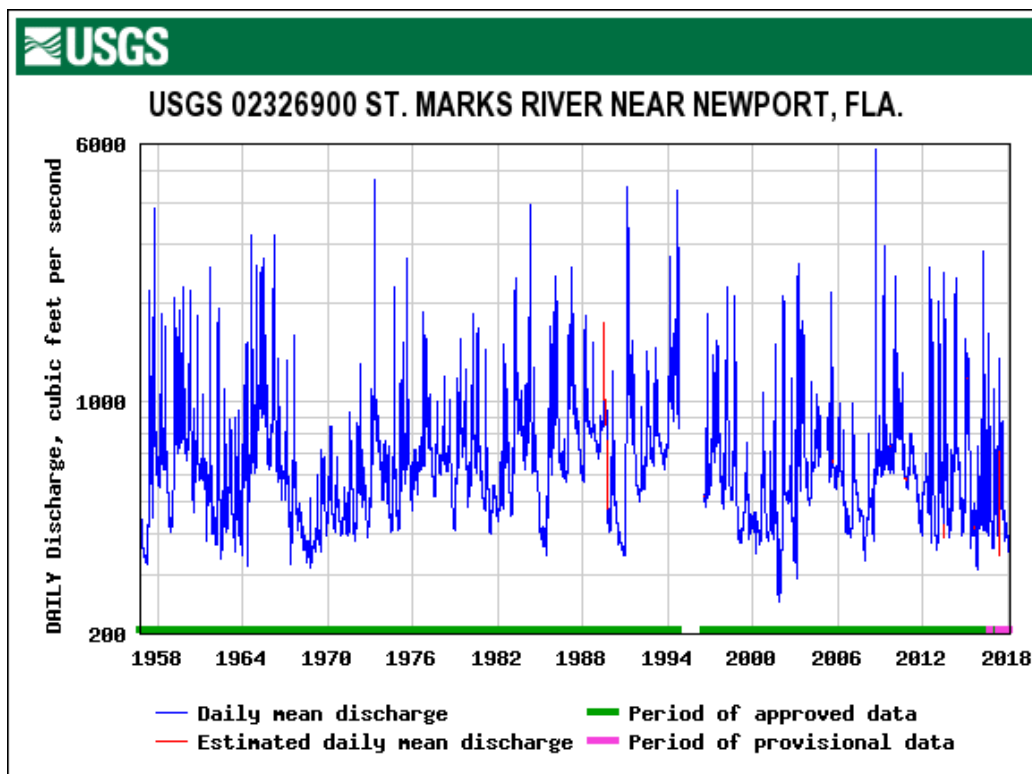 USGS
USGS 02326900 ST. MARKS RIVER NEAR NEWPORT, FLA.
DAILY Discharge, cubic feet per second
6000
1000
200
1958 1964 1970 1976 1982 1988 1994 2000 2006 2012 2018
Daily mean discharge
Estimated daily mean discharge
Period of approved data
Period of provisional data